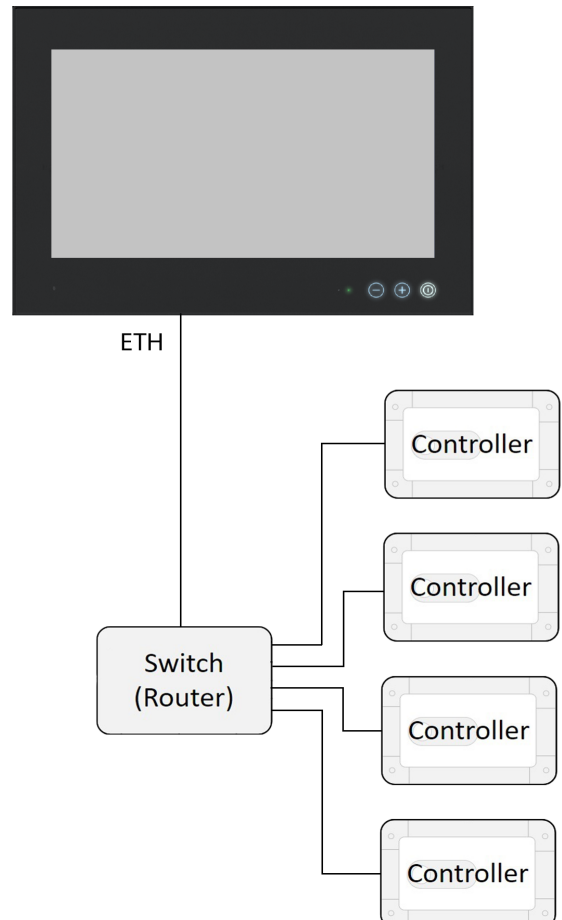 ETH
Controller
Controller
Switch
(Router)
Controller
Controller